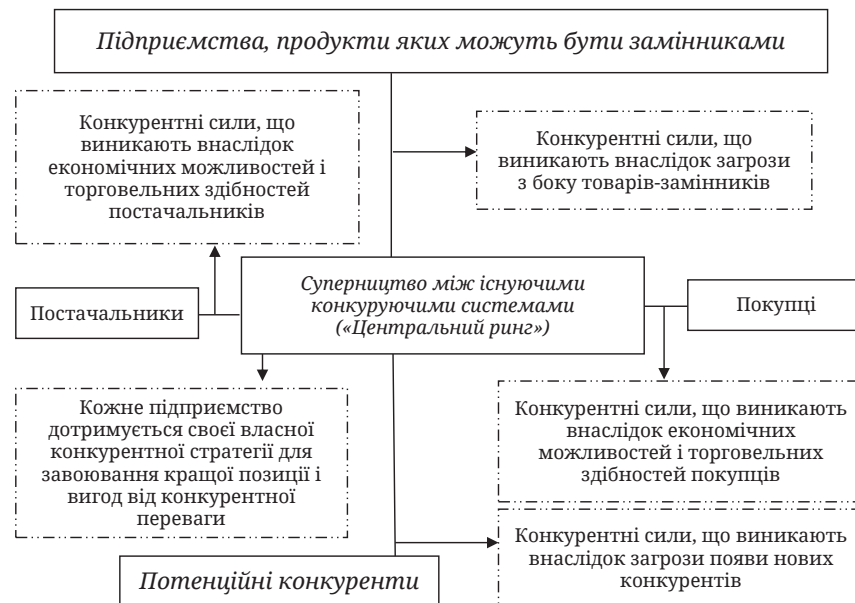 Підприємства, продукти яких можуть бути замінниками
Конкурентні сили, що
виникають внаслідок
економічних можливостей і
торговельних здібностей
постачальників
Конкурентні сили, що
виникають внаслідок загрози
з боку товарів-замінників
Постачальники
Суперництво між існуючими
конкуруючими системами
(«Центральний ринг»)
Покупці
Кожне підприємство
дотримується своєї власної
конкурентної стратегії для
завоювання кращої позиції і
вигод від конкурентної
переваги
Конкурентні сили, що виникають
внаслідок економічних
можливостей і торговельних
здібностей покупців
Конкурентні сили, що виникають
внаслідок загрози появи нових
конкурентів
Потенційні конкуренти